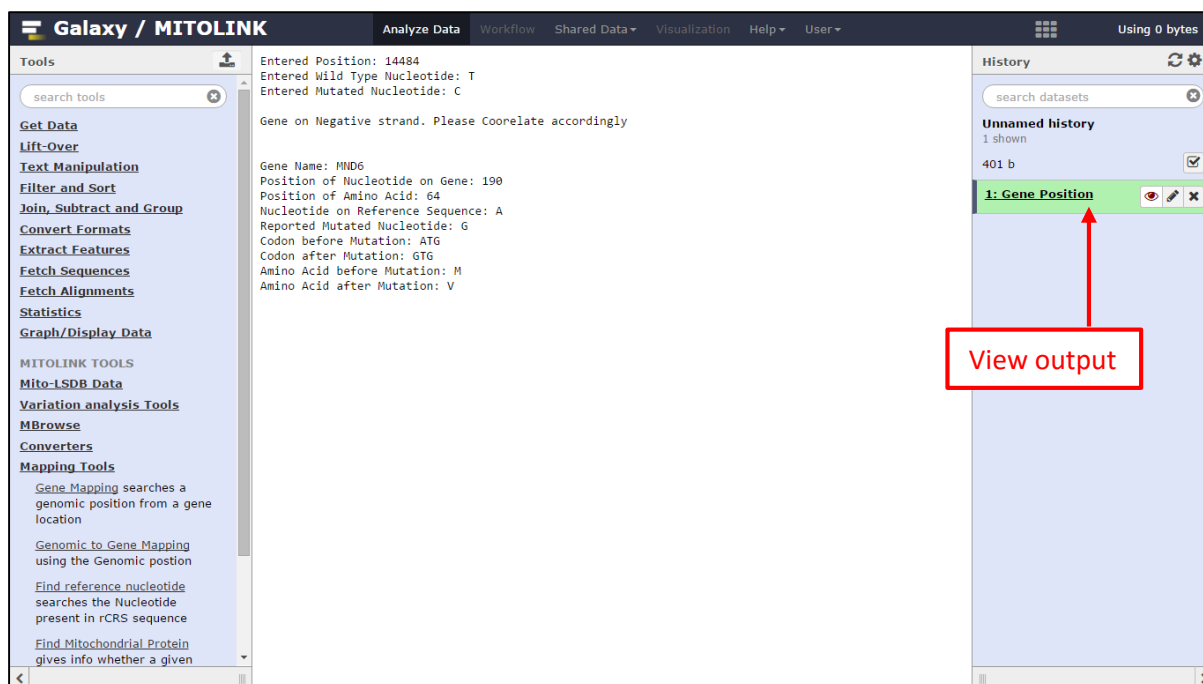 Galaxy / MITOLINK
Analyze Data Workflow Shared Data Visualization Help User
Using 0 bytes
Tools
search tools
Get Data
Lift-Over
Text Manipulation
Filter and Sort
Join, Subtract and Group
Convert Formats
Extract Features
Fetch Sequences
Fetch Alignments
Statistics
Graph/Display Data
MITOLINK TOOLS
Mito-LSDB Data
Variation analysis Tools
MBrowse
Converters
Mapping Tools
Gene Mapping searches a
genomic position from a gene
location
Genomic to Gene Mapping
using the Genomic postion
Find reference nucleotide
searches the Nucleotide
present in rCRS sequence
Find Mitochondrial Protein
gives info whether a given
Entered Position: 14484
Entered Wild Type Nucleotide: T
Entered Mutated Nucleotide: C
Gene on Negative strand. Please Coorelate accordingly
Gene Name: MND6
Position of Nucleotide on Gene: 190
Position of Amino Acid: 64
Nucleotide on Reference Sequence: A
Reported Mutated Nucleotide: G
Codon before Mutation: ATG
Codon after Mutation: GTG
Amino Acid before Mutation: M
Amino Acid after Mutation: V
History
search datasets
Unnamed history
1 shown
401 b
1: Gene Position
View output